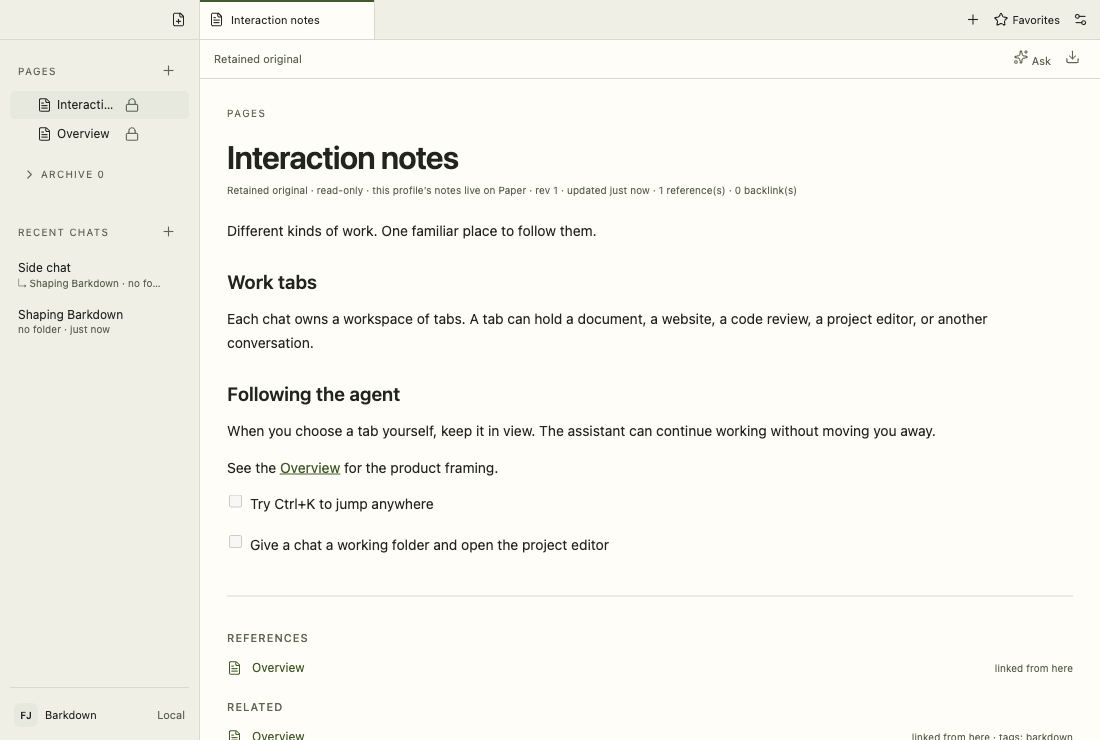 Interaction notes
Favorites
PAGES
Interacti...
Overview
ARCHIVE 0
RECENT CHATS
Side chat
Shaping Barkdown · no fo...
Shaping Barkdown
no folder · just now
FJ Barkdown Local
Retained original
Ask
PAGES
Interaction notes
Retained original · read-only · this profile's notes live on Paper · rev 1 · updated just now · 1 reference(s) · 0 backlink(s)
Different kinds of work. One familiar place to follow them.
Work tabs
Each chat owns a workspace of tabs. A tab can hold a document, a website, a code review, a project editor, or another
conversation.
Following the agent
When you choose a tab yourself, keep it in view. The assistant can continue working without moving you away.
See the Overview for the product framing.
Try Ctrl+K to jump anywhere
Give a chat a working folder and open the project editor
REFERENCES
Overview linked from here
RELATED
Overview linked from here · tags: barkdown